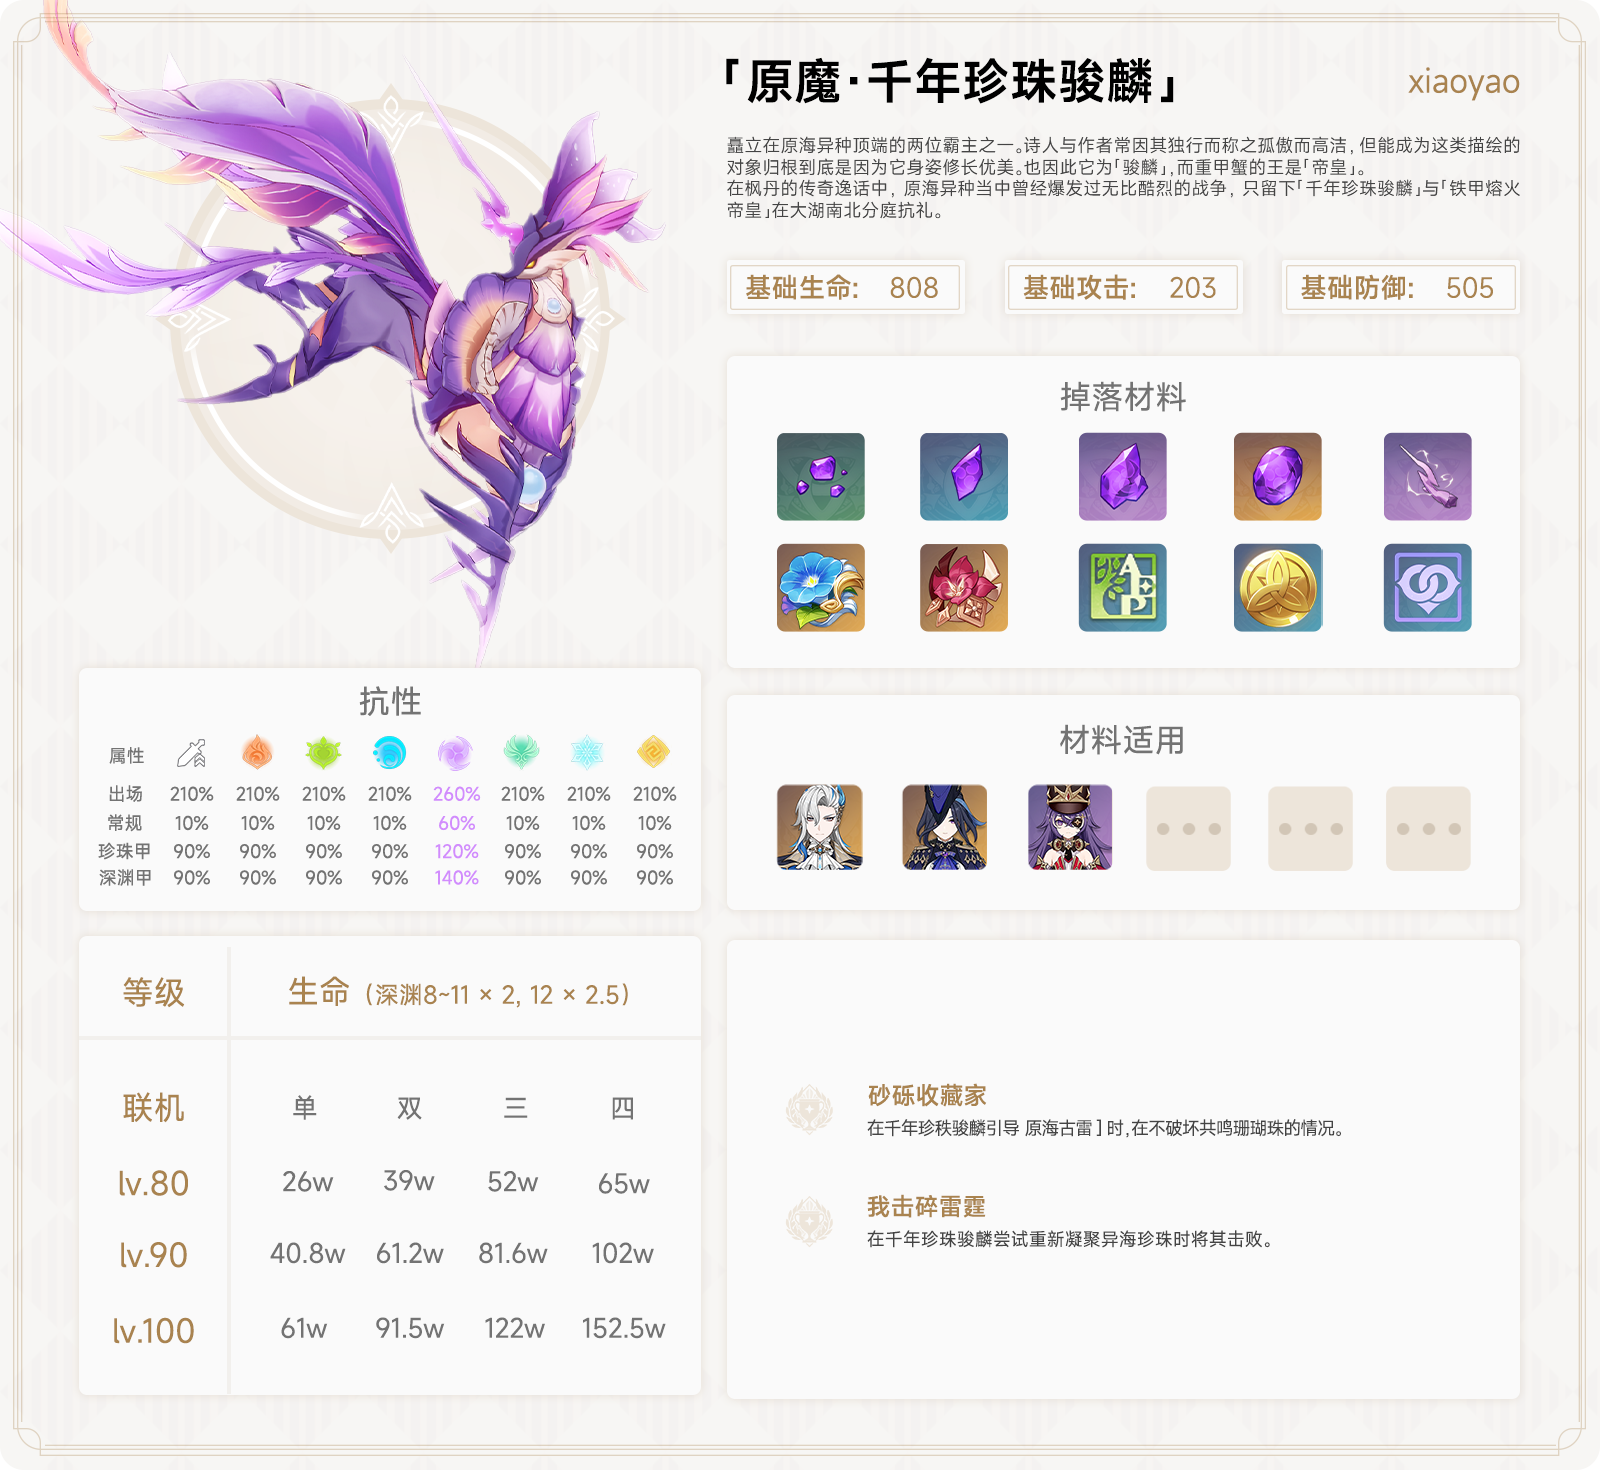 「原魔·千年珍珠骏麟」
xiaoyao
矗立在原海异种顶端的两位霸主之一。诗人与作者常因其独行而称之孤傲而高洁，但能成为这类描绘的
对象归根到底是因为它身姿修长优美。也因此它为「骏麟」，而重甲蟹的王是「帝皇」。
在枫丹的传奇逸话中，原海异种当中曾经爆发过无比酷烈的战争，只留下「千年珍珠骏麟」与「铁甲熔火
帝皇」在大湖南北分庭抗礼。
基础生命： 808
基础攻击： 203
基础防御： 505
掉落材料
AEP
抗性
属性
出场 210% 210% 210% 210% 260% 210% 210% 210%
常规 10% 10% 10% 10% 60% 10% 10% 10%
珍珠甲 90% 90% 90% 90% 120% 90% 90% 90%
深渊甲 90% 90% 90% 90% 140% 90% 90% 90%
材料适用
等级 生命（深渊8~11 × 2, 12 × 2.5）
联机 单 双 三 四
lv.80 26w 39w 52w 65w
lv.90 40.8w 61.2w 81.6w 102w
lv.100 61w 91.5w 122w 152.5w
砂砾收藏家
在千年珍秩骏麟引导 原海古雷］时，在不破坏共鸣珊瑚珠的情况。
我击碎雷霆
在千年珍珠骏麟尝试重新凝聚异海珍珠时将其击败。